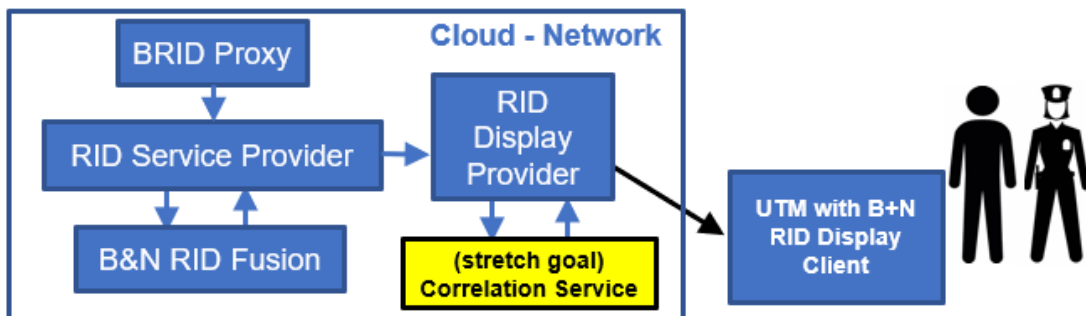 Cloud - Network
BRID Proxy
RID Service Provider
B&N RID Fusion
RID
Display
Provider
(stretch goal)
Correlation Service
UTM with B+N
RID Display
Client